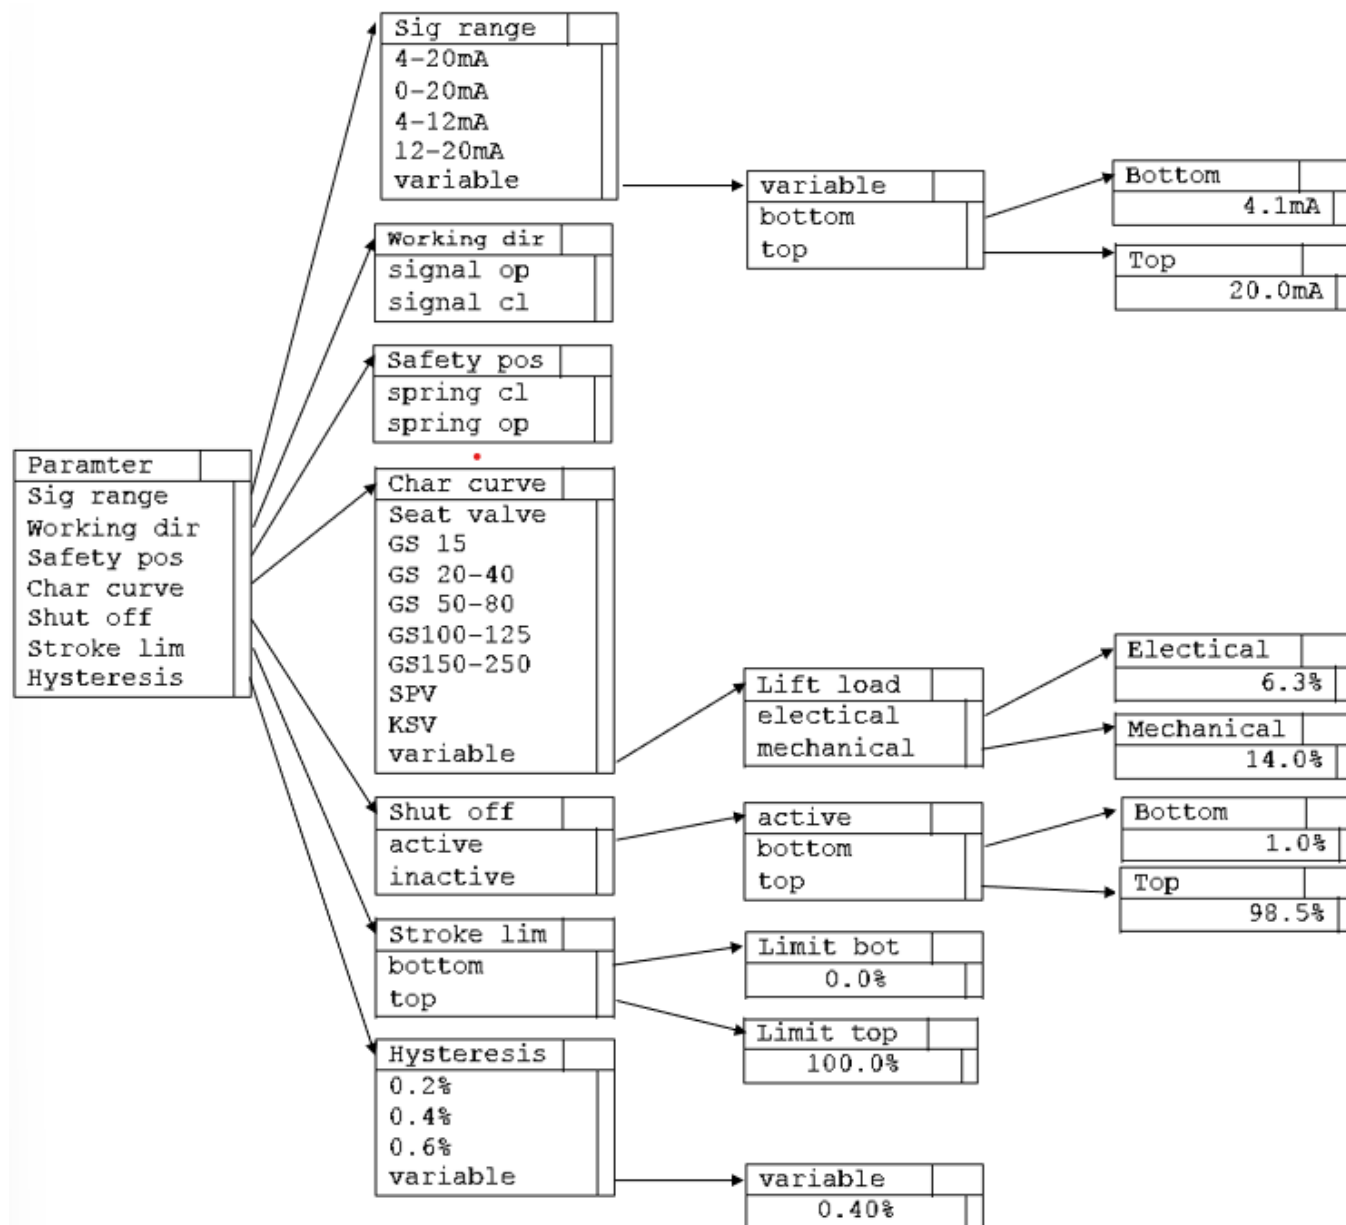 Sig range
4-20mA
0-20mA
4-12mA
12-20mA
variable
variable
bottom
top
Bottom
4.1mA
Top
20.0mA
Working dir
signal op
signal cl
Safety pos
spring cl
spring op
Paramter
Sig range
Working dir
Safety pos
Char curve
Shut off
Stroke lim
Hysteresis
Char curve
Seat valve
GS 15
GS 20-40
GS 50-80
GS100-125
GS150-250
SPV
KSV
variable
Lift load
electical
mechanical
Electical
6.3%
Mechanical
14.0%
Shut off
active
inactive
active
bottom
top
Bottom
1.0%
Top
98.5%
Stroke lim
bottom
top
Limit bot
0.0%
Limit top
100.0%
Hysteresis
0.2%
0.4%
0.6%
variable
variable
0.40%